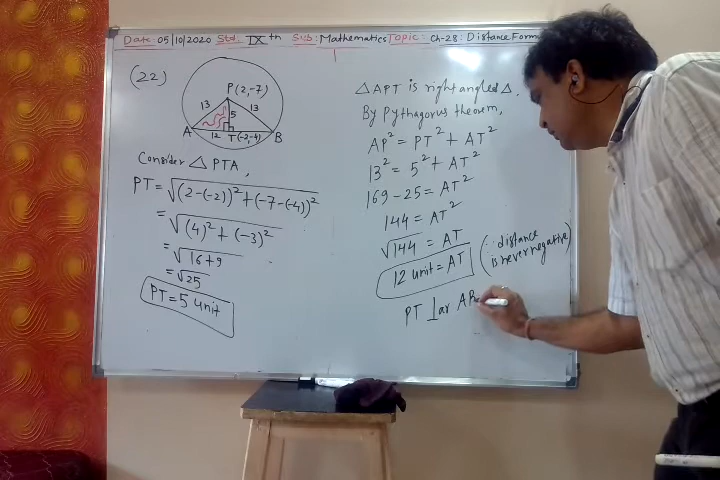 Date: 05/10/2020 Std. IX th Sub: Mathematics Topic: Ch-28: Distance Form
(22)
P(2,-7)
13 13
5
A 12 T(-2,-4) B
Consider △ PTA,
PT = √(2-(-2))² + (-7-(-4))²
= √(4)² + (-3)²
= √16+9
= √25
PT = 5 unit
△ APT is right angled △.
By Pythagorus theorem,
AP² = PT² + AT²
13² = 5² + AT²
169 - 25 = AT²
144 = AT²
√144 = AT
12 unit = AT
(∵ distance
is never negative)
PT ⊥ar AB